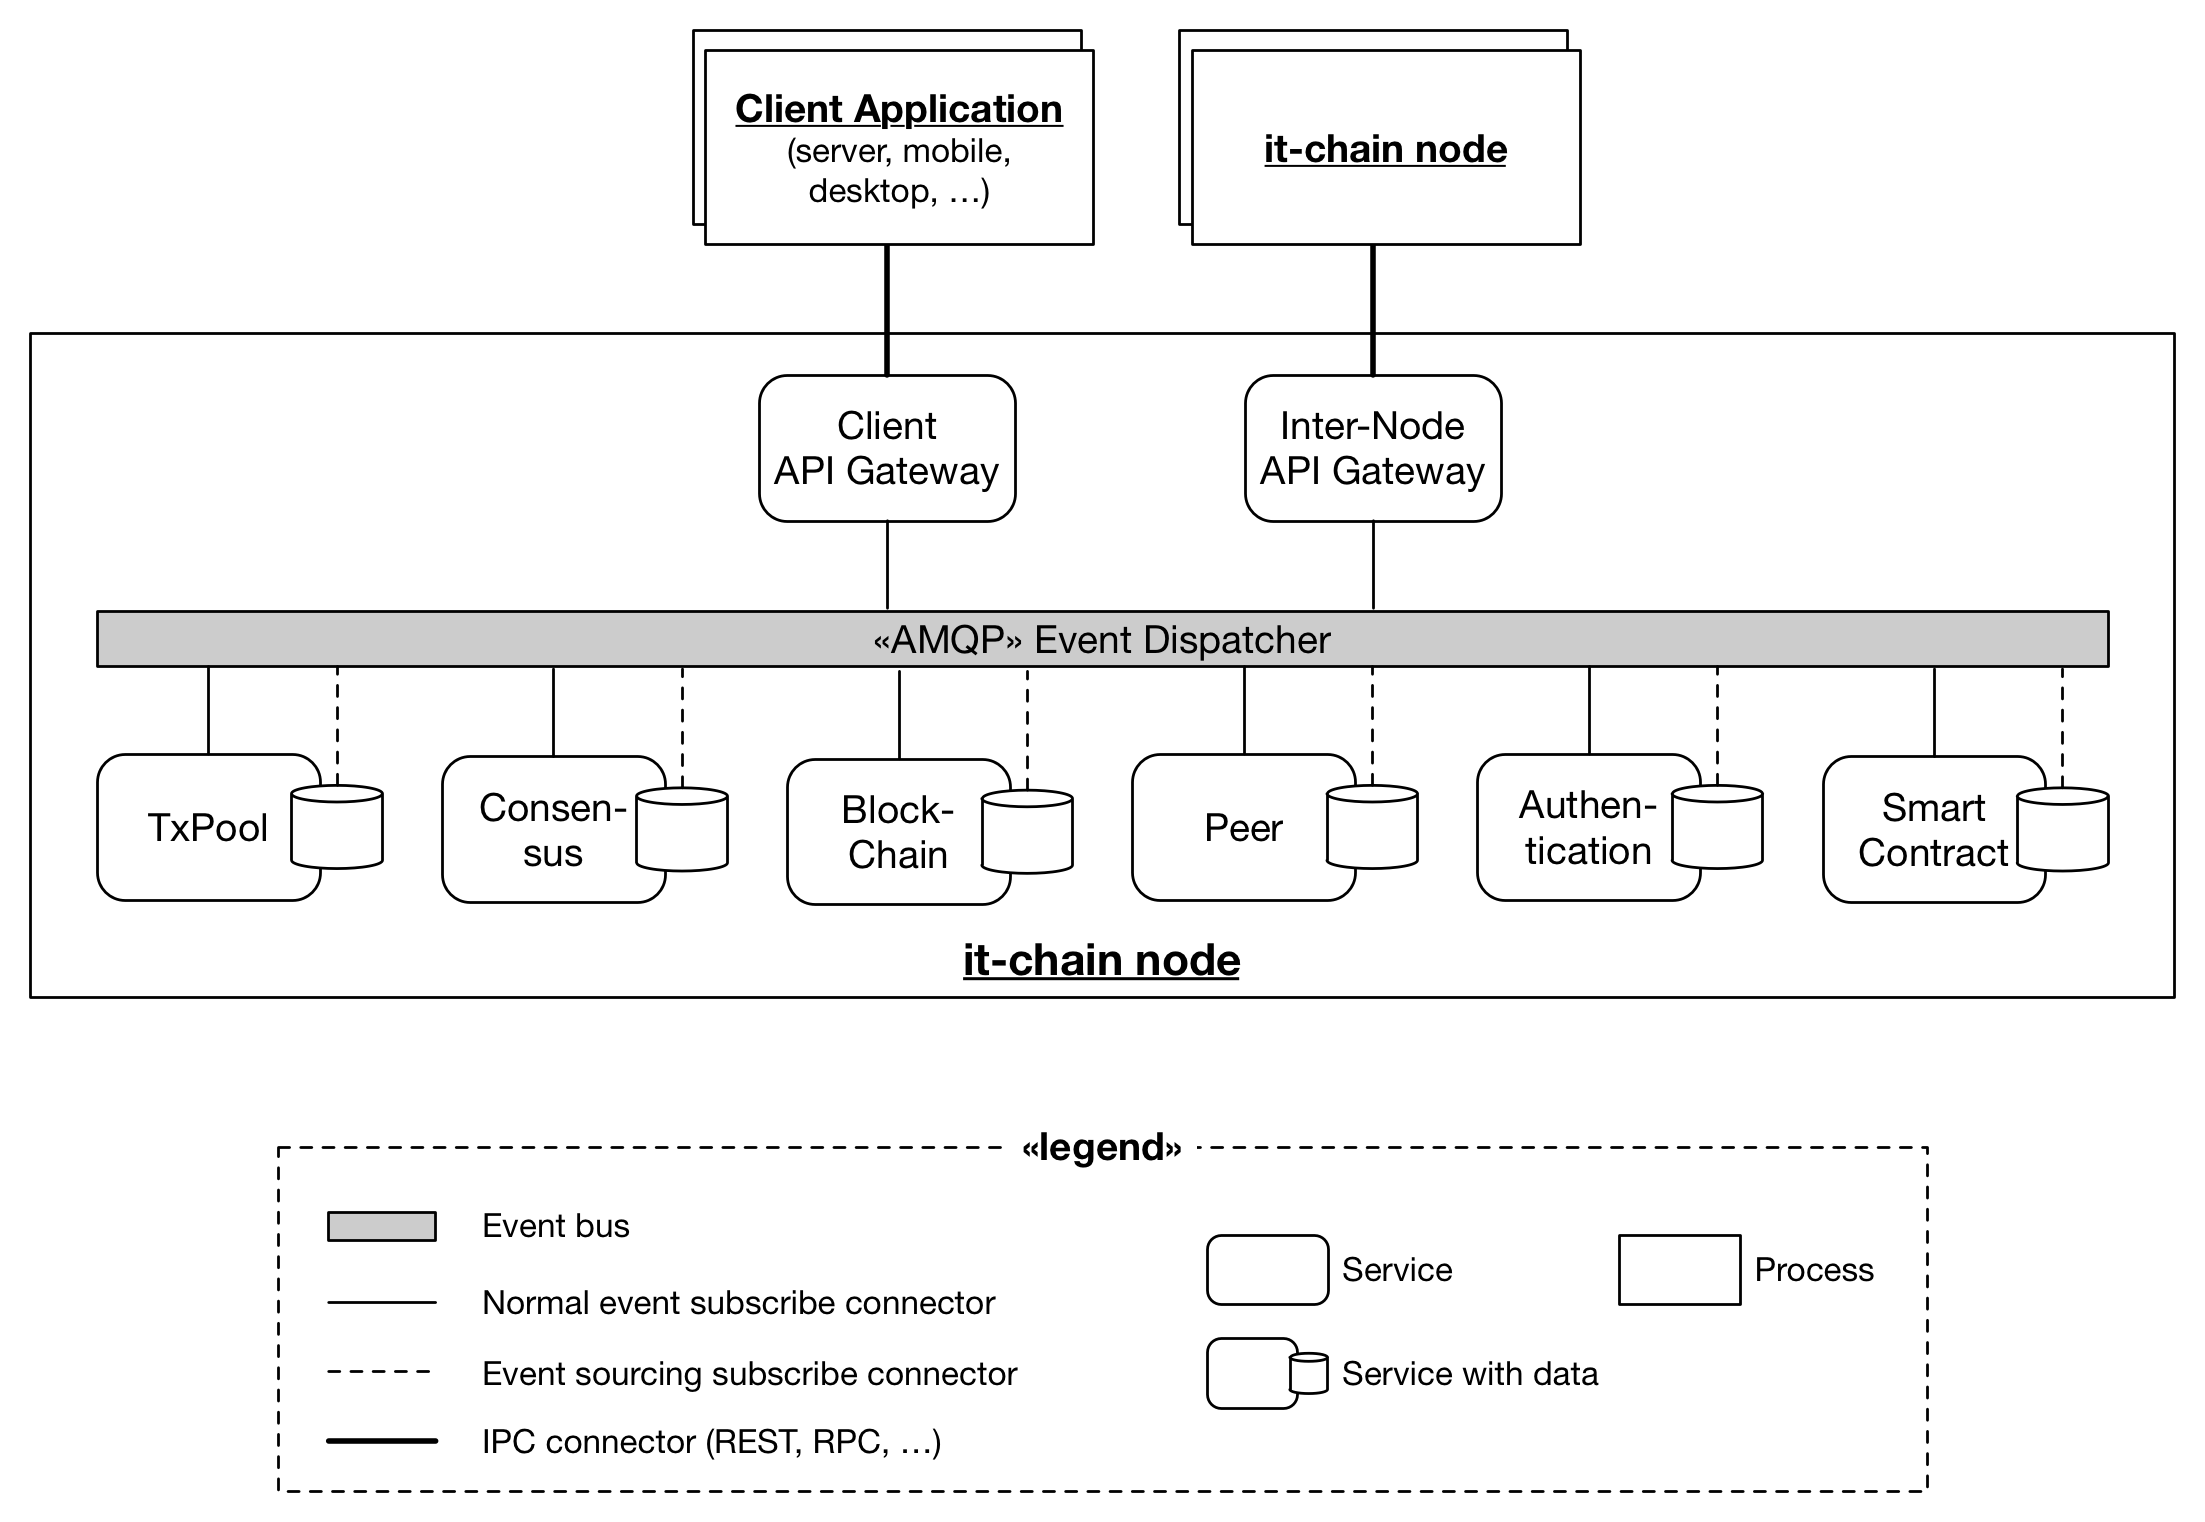 Client Application
(server, mobile,
desktop, …)
it-chain node
Client
API Gateway
Inter-Node
API Gateway
«AMQP» Event Dispatcher
TxPool
Consen-
sus
Block-
Chain
Peer
Authen-
tication
Smart
Contract
it-chain node
«legend»
Event bus
Normal event subscribe connector
Event sourcing subscribe connector
IPC connector (REST, RPC, …)
Service
Process
Service with data